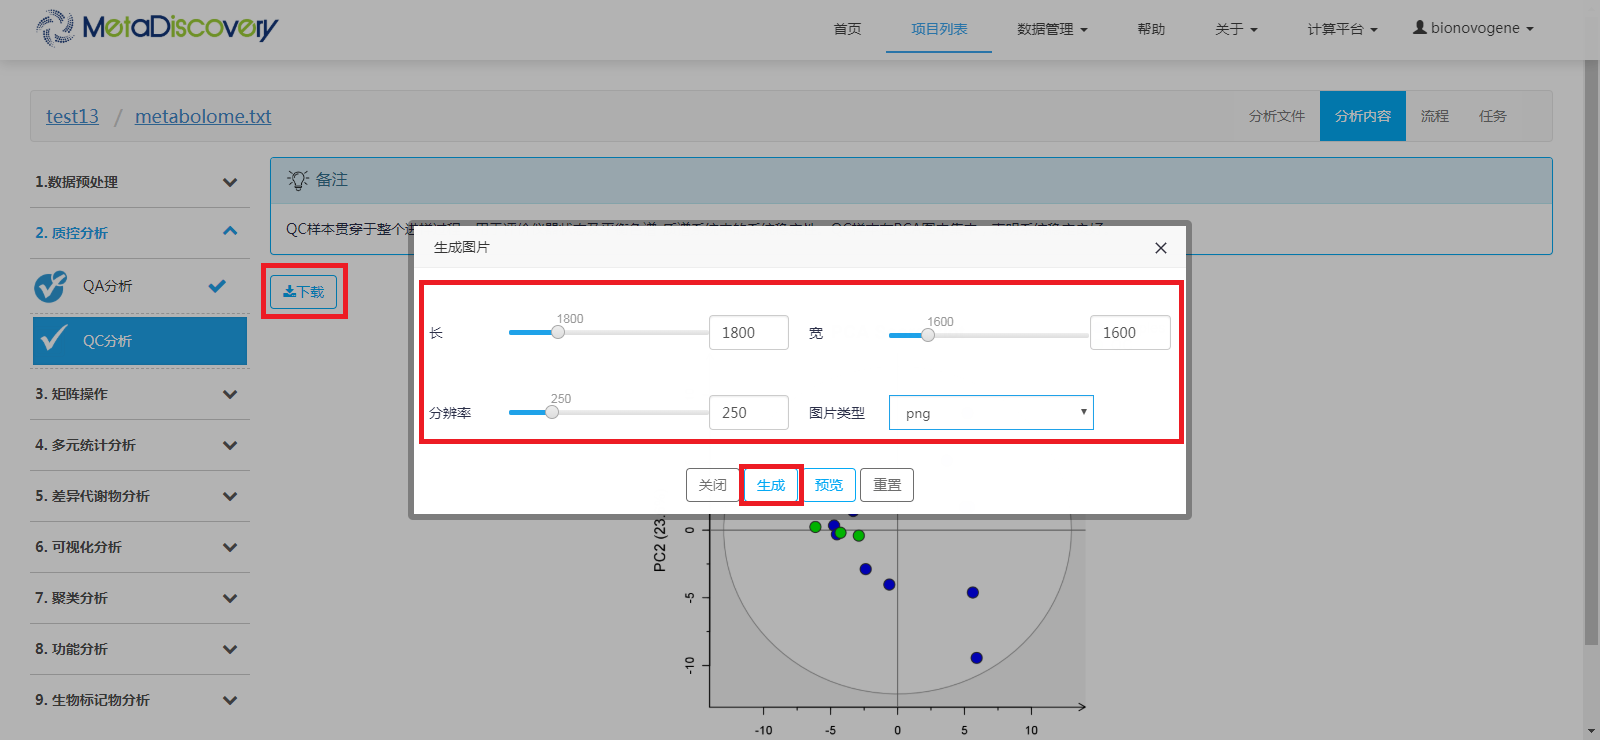 MetaDiscovery
首页 项目列表 数据管理 帮助 关于 计算平台 bionovogene
test13 / metabolome.txt
分析文件 分析内容 流程 任务
1.数据预处理
2. 质控分析
QA分析
QC分析
3. 矩阵操作
4. 多元统计分析
5. 差异代谢物分析
6. 可视化分析
7. 聚类分析
8. 功能分析
9. 生物标记物分析
备注
QC样本贯穿于整个
下载
生成图片
长 1800 1800 宽 1600 1600
分辨率 250 250 图片类型 png
关闭 生成 预览 重置
PC2 (23.
0
-5
-10
-10 -5 0 5 10